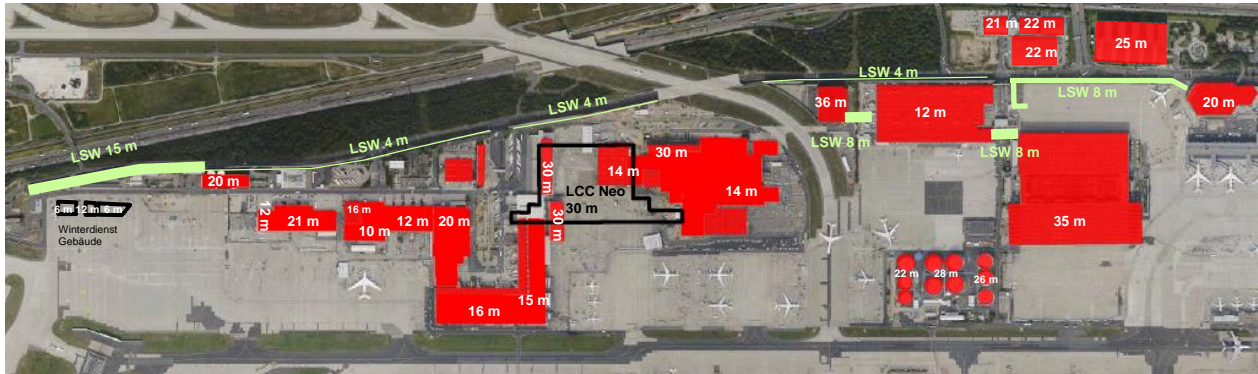 21 m
22 m
22 m
25 m
LSW 4 m
LSW 8 m
36 m
12 m
20 m
LSW 4 m
LSW 8 m
LSW 8 m
LSW 4 m
LSW 15 m
30 m
14 m
30 m
14 m
20 m
LCC Neo
30 m
30 m
6 m 12 m 6 m
Winterdienst
Gebäude
12 m
21 m
16 m
10 m
12 m
20 m
35 m
22 m
28 m
26 m
15 m
16 m